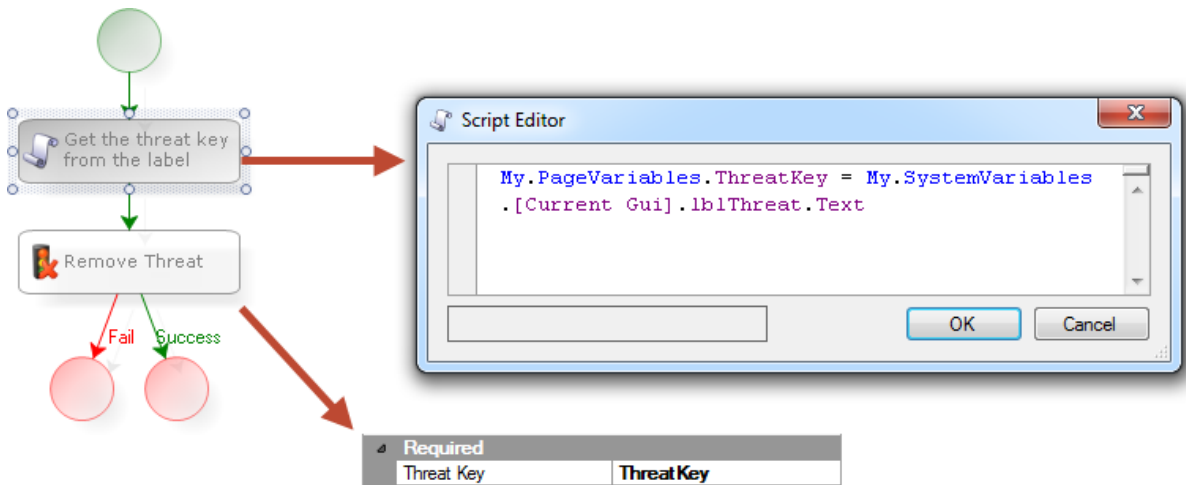 Get the threat key
from the label
Remove Threat
Fail
Success
Script Editor
My.PageVariables.ThreatKey = My.SystemVariables
.[Current Gui].lblThreat.Text
OK
Cancel
Required
Threat Key
ThreatKey